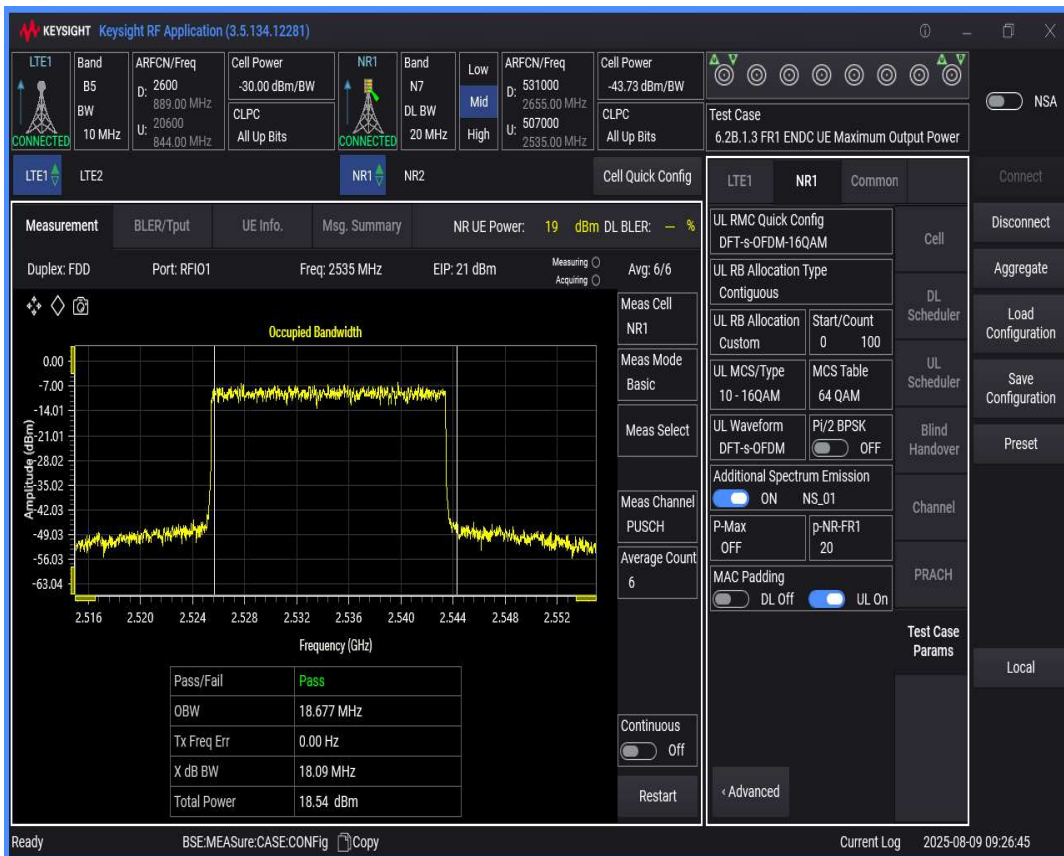 KEYSIGHT Keysight RF Application (3.5.134.12281)
LTE1
CONNECTED
Band
B5
BW
10 MHz
ARFCN/Freq
D: 2600
889.00 MHz
U: 20600
844.00 MHz
Cell Power
-30.00 dBm/BW
CLPC
All Up Bits
NR1
CONNECTED
Band
N7
DL BW
20 MHz
Low
Mid
High
ARFCN/Freq
D: 531000
2655.00 MHz
U: 507000
2535.00 MHz
Cell Power
-43.73 dBm/BW
CLPC
All Up Bits
Test Case
6.2B.1.3 FR1 ENDC UE Maximum Output Power
NSA
LTE1 LTE2 NR1 NR2 Cell Quick Config
Measurement BLER/Tput UE Info. Msg. Summary NR UE Power: 19 dBm DL BLER: — %
Duplex: FDD Port: RFIO1 Freq: 2535 MHz EIP: 21 dBm Measuring Acquiring Avg: 6/6
Occupied Bandwidth
Amplitude (dBm)
0.00
-7.00
-14.01
-21.01
-28.02
-35.02
-42.03
-49.03
-56.03
-63.04
2.516 2.520 2.524 2.528 2.532 2.536 2.540 2.544 2.548 2.552
Frequency (GHz)
Pass/Fail Pass
OBW 18.677 MHz
Tx Freq Err 0.00 Hz
X dB BW 18.09 MHz
Total Power 18.54 dBm
Meas Cell
NR1
Meas Mode
Basic
Meas Select
Meas Channel
PUSCH
Average Count
6
Continuous
Off
Restart
LTE1 NR1 Common
UL RMC Quick Config
DFT-s-OFDM-16QAM
UL RB Allocation Type
Contiguous
UL RB Allocation
Custom
Start/Count
0 100
UL MCS/Type
10 - 16QAM
MCS Table
64 QAM
UL Waveform
DFT-s-OFDM
Pi/2 BPSK
OFF
Additional Spectrum Emission
ON NS_01
P-Max
OFF
p-NR-FR1
20
MAC Padding
DL Off UL On
‹ Advanced
Cell
DL
Scheduler
UL
Scheduler
Blind
Handover
Channel
PRACH
Test Case
Params
Connect
Disconnect
Aggregate
Load
Configuration
Save
Configuration
Preset
Local
Ready BSE:MEASure:CASE:CONFig Copy Current Log 2025-08-09 09:26:45